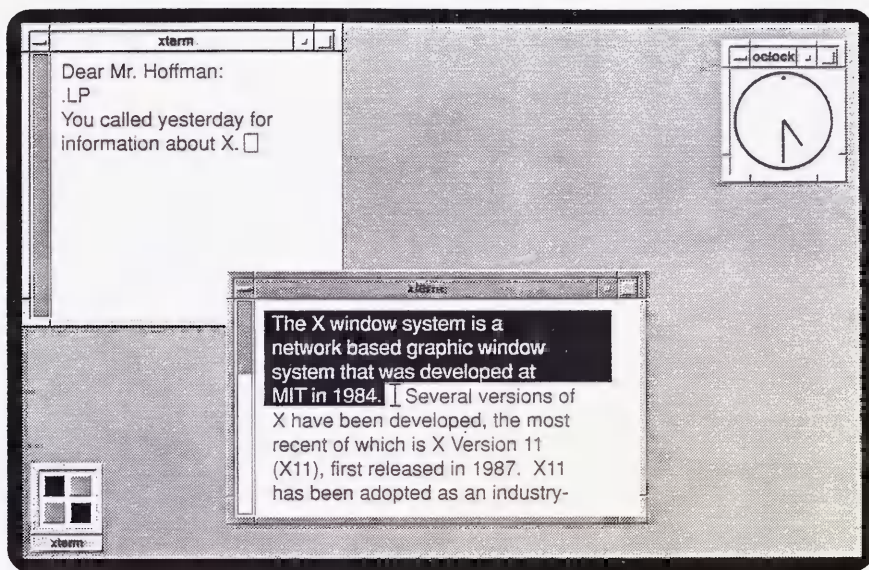 xterm
Dear Mr. Hoffman:
.LP
You called yesterday for
information about X.
oclock
xterm
The X window system is a
network based graphic window
system that was developed at
MIT in 1984. Several versions of
X have been developed, the most
recent of which is X Version 11
(X11), first released in 1987. X11
has been adopted as an industry-
xterm